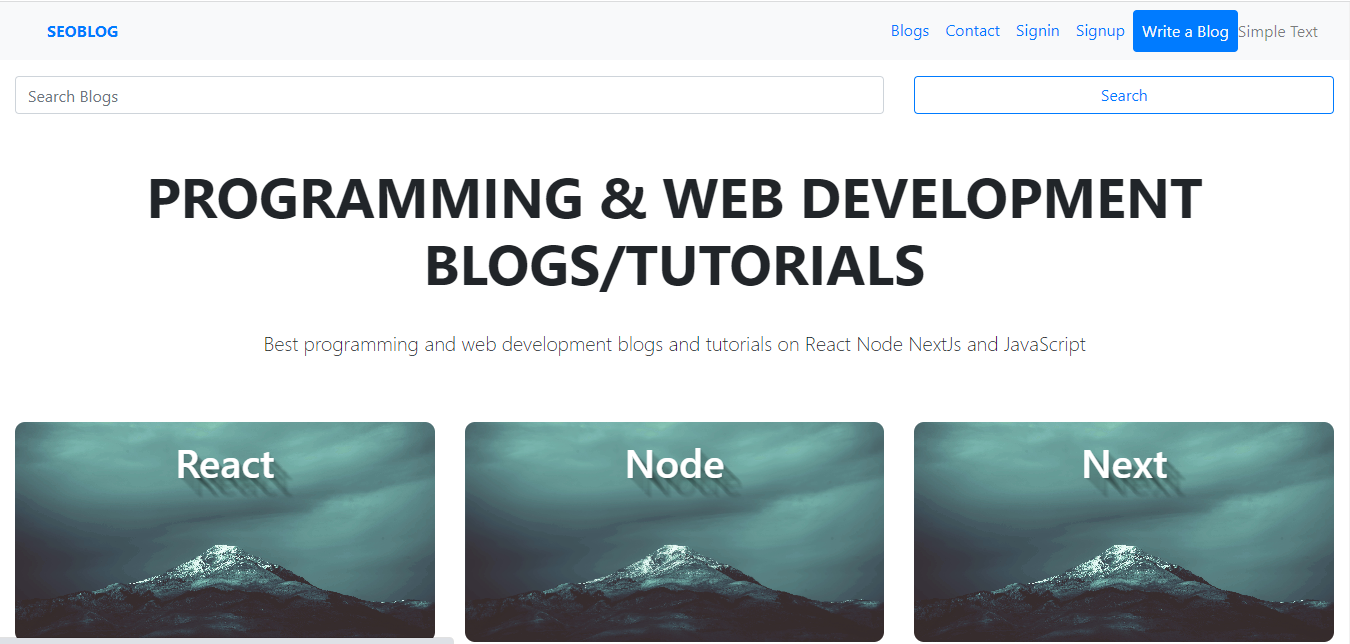 SEOBLOG
Blogs Contact Signin Signup Write a Blog Simple Text
Search Blogs
Search
PROGRAMMING & WEB DEVELOPMENT
BLOGS/TUTORIALS
Best programming and web development blogs and tutorials on React Node NextJs and JavaScript
React
Node
Next